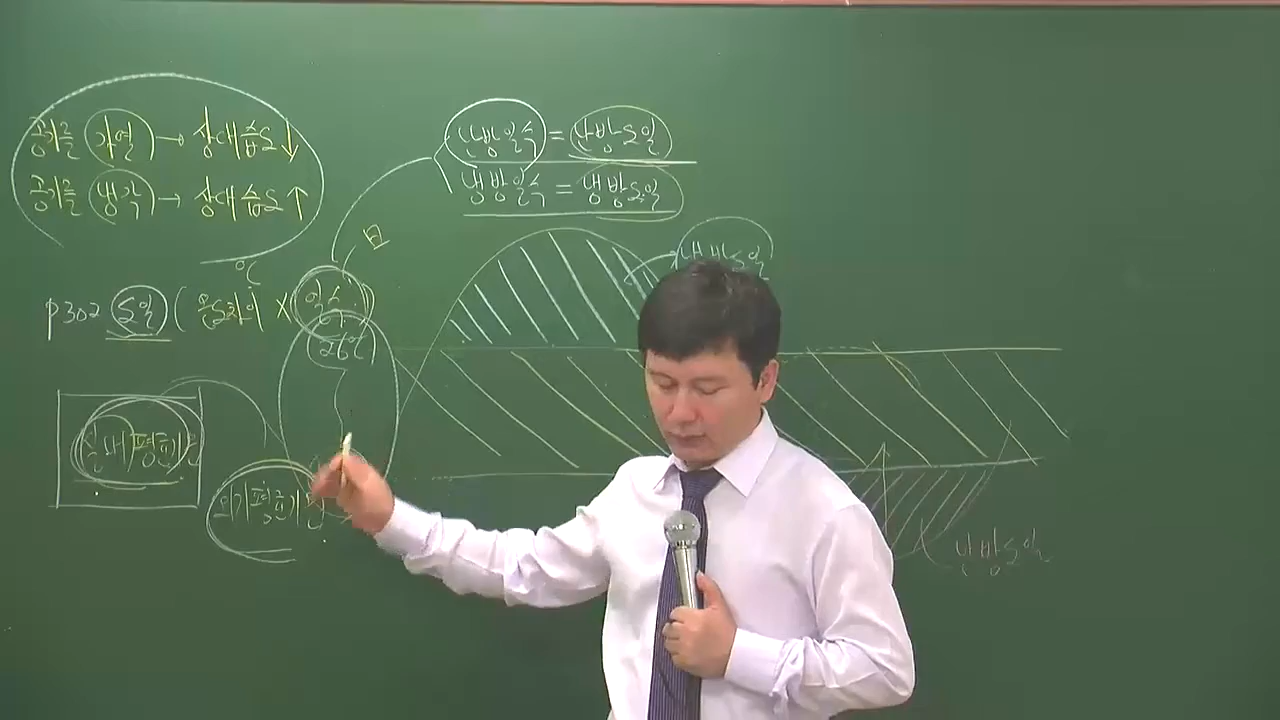 공기를 가열 → 상대습도↓
공기를 냉각 → 상대습도↑
난방일수 = 난방도일
냉방일수 = 냉방도일
℃
p302 도일 ( 온도차이 × 일수 )
냉방도일
실내평균기온
외기평균기온
난방도일